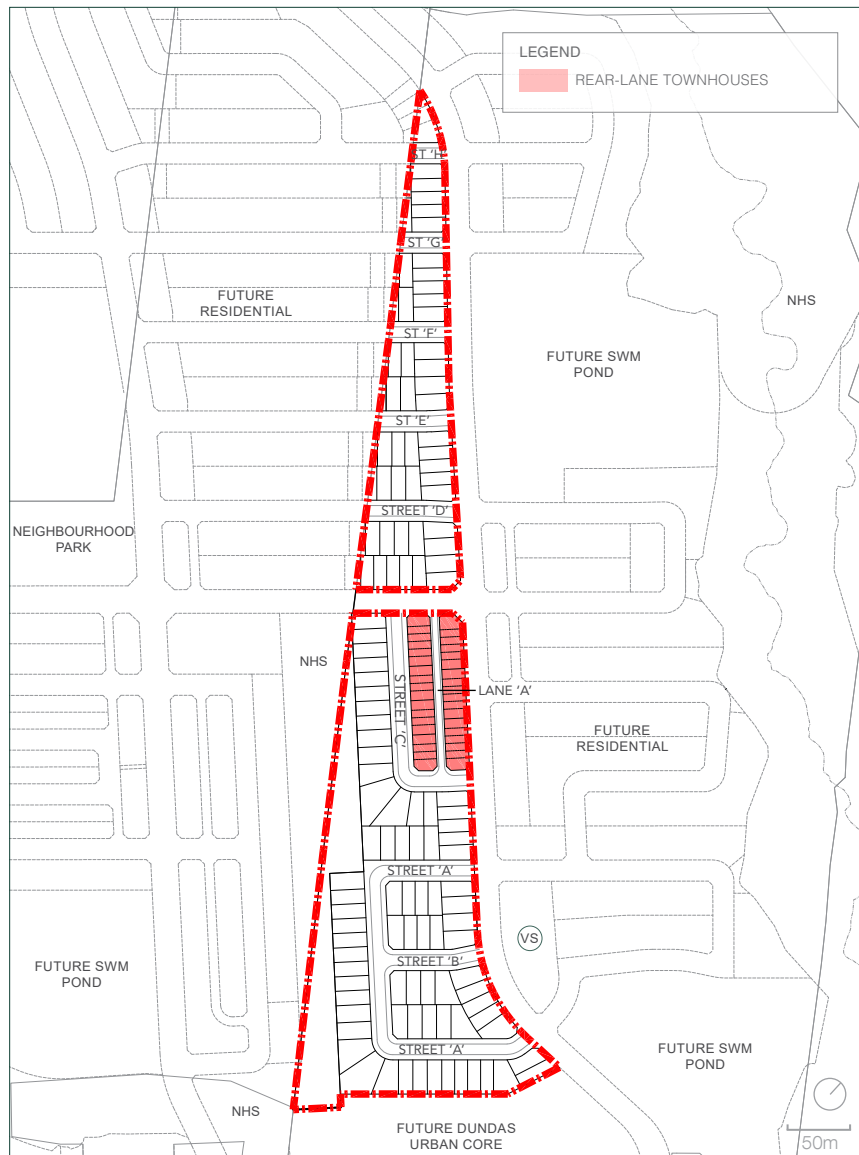 LEGEND
REAR-LANE TOWNHOUSES
ST 'H'
ST 'G'
FUTURE
RESIDENTIAL
NHS
ST 'F'
FUTURE SWM
POND
ST 'E'
STREET 'D'
NEIGHBOURHOOD
PARK
NHS
STREET 'C'
LANE 'A'
FUTURE
RESIDENTIAL
STREET 'A'
VS
STREET 'B'
FUTURE SWM
POND
STREET 'A'
FUTURE SWM
POND
NHS
FUTURE DUNDAS
URBAN CORE
50m